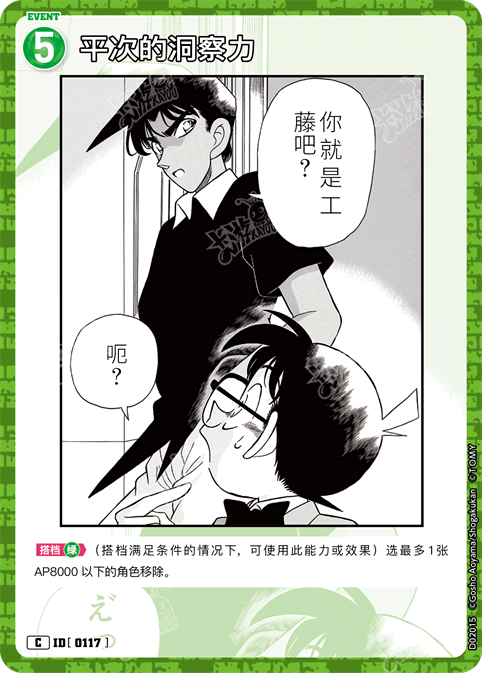 EVENT
5
平次的洞察力
你就是工
藤吧？
呃？
搭档 绿 （搭档满足条件的情况下，可使用此能力或效果）选最多1张
AP8000 以下的角色移除。
え゛っ
C ID[ 0117 ]
D02015 ©Gosho Aoyama/Shogakukan ©TOMY